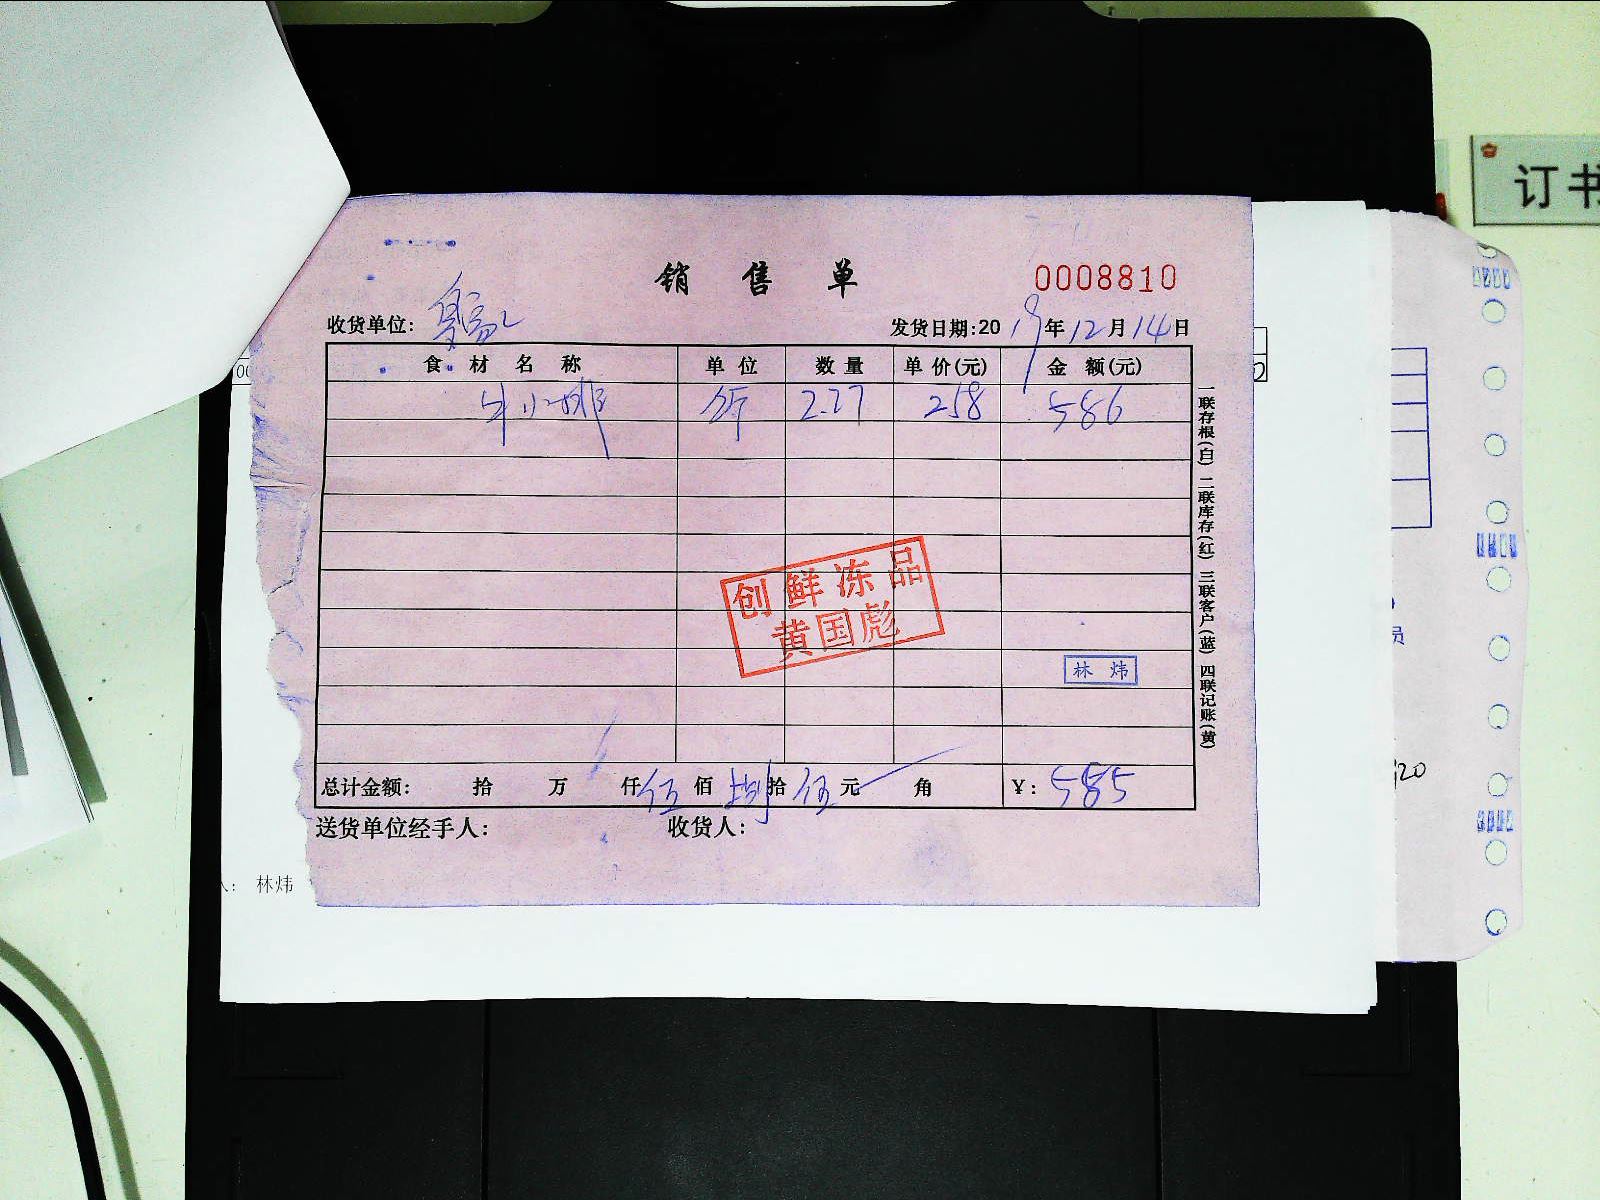 订书
销售单 0008810
收货单位: 发货日期:2019年12月14日
食材名称 单位 数量 单价(元) 金额(元)
牛小排 斤 2.27 258 586
一联存根(白) 二联库存(红) 三联客户(蓝) 四联记账(黄)
创鲜冻品
黄国彪
林炜
总计金额: 拾 万 仟伍佰捌拾伍元 角 ¥:585
送货单位经手人: 收货人:
林炜
员